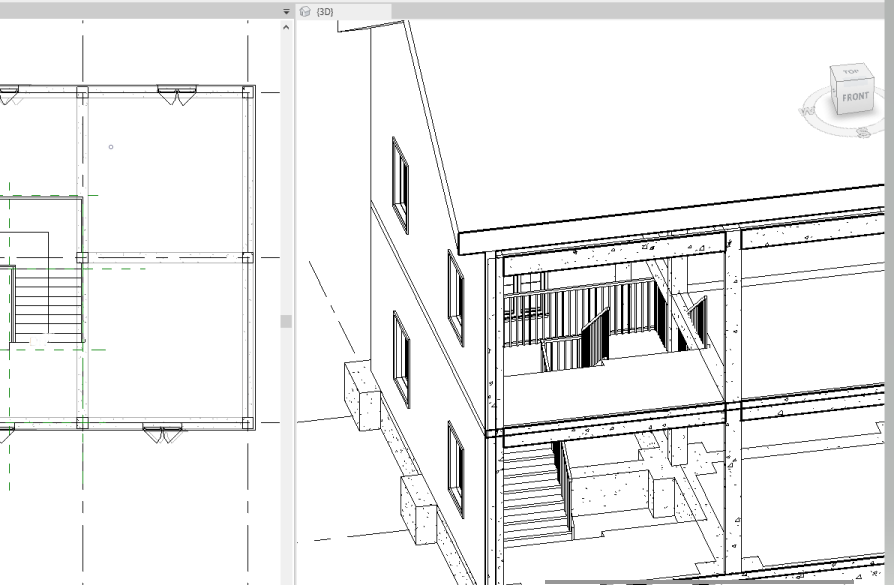 {3D}
TOP
FRONT